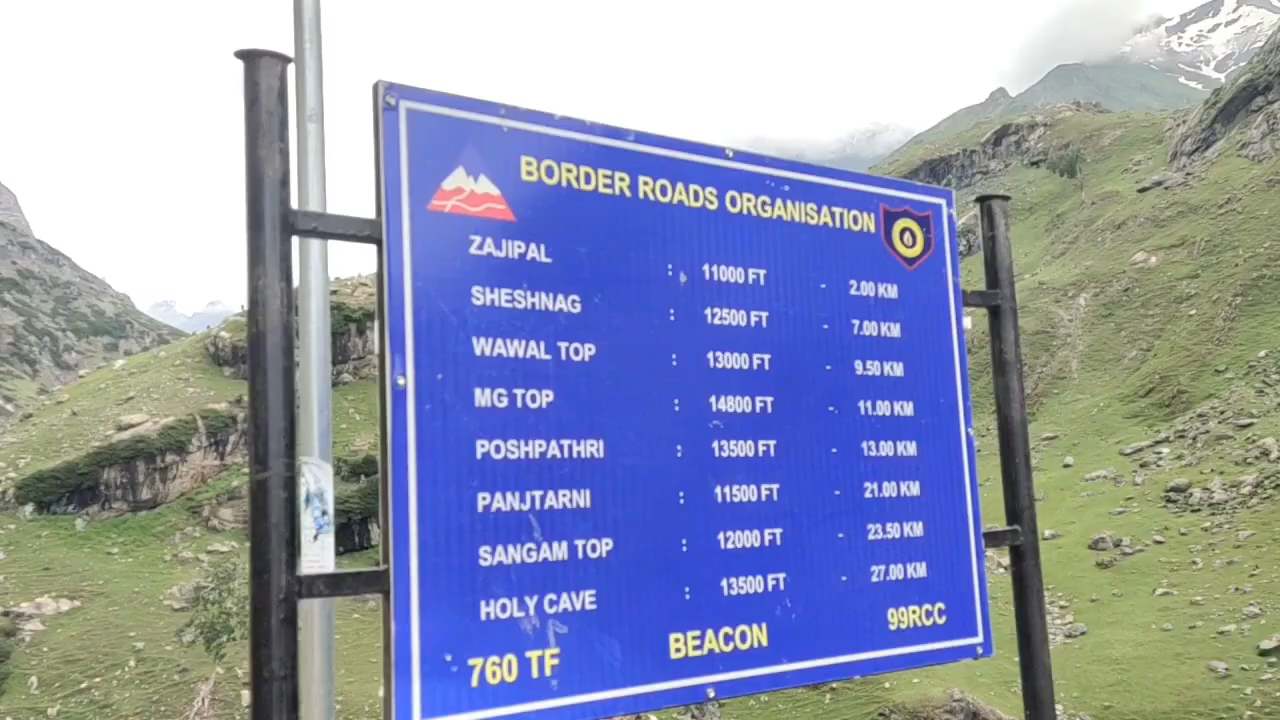 BORDER ROADS ORGANISATION
ZAJIPAL : 11000 FT - 2.00 KM
SHESHNAG : 12500 FT - 7.00 KM
WAWAL TOP : 13000 FT - 9.50 KM
MG TOP : 14800 FT - 11.00 KM
POSHPATHRI : 13500 FT - 13.00 KM
PANJTARNI : 11500 FT - 21.00 KM
SANGAM TOP : 12000 FT - 23.50 KM
HOLY CAVE : 13500 FT - 27.00 KM
760 TF BEACON 99RCC